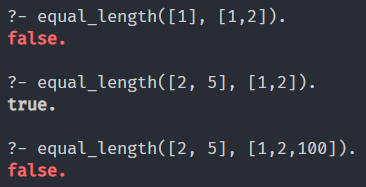 ?- equal_length([1], [1,2]).
false.
?- equal_length([2, 5], [1,2]).
true.
?- equal_length([2, 5], [1,2,100]).
false.